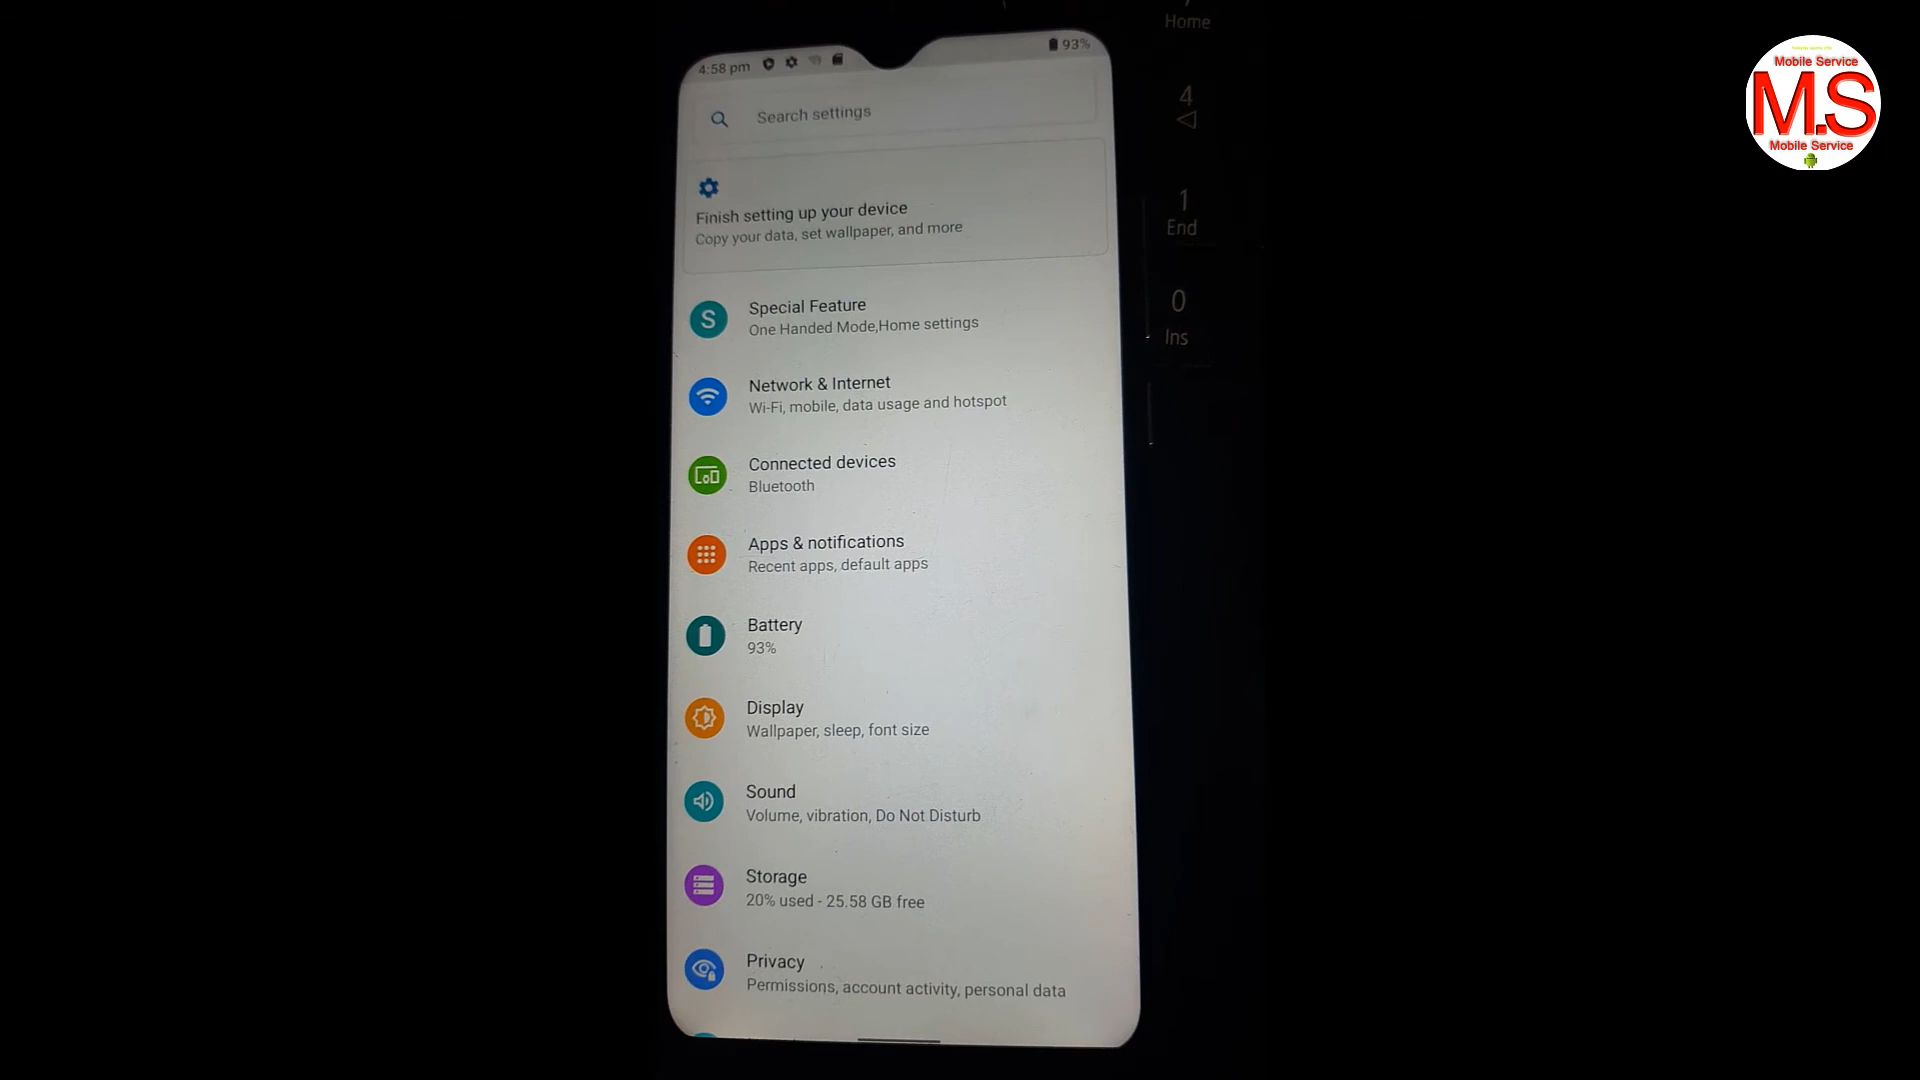 4:58 pm
93%
Search settings
Finish setting up your device
Copy your data, set wallpaper, and more
Special Feature
One Handed Mode,Home settings
Network & Internet
Wi-Fi, mobile, data usage and hotspot
Connected devices
Bluetooth
Apps & notifications
Recent apps, default apps
Battery
93%
Display
Wallpaper, sleep, font size
Sound
Volume, vibration, Do Not Disturb
Storage
20% used - 25.58 GB free
Privacy
Permissions, account activity, personal data
Home
4
1
End
0
Ins
Mobile Service
M.S
Mobile Service